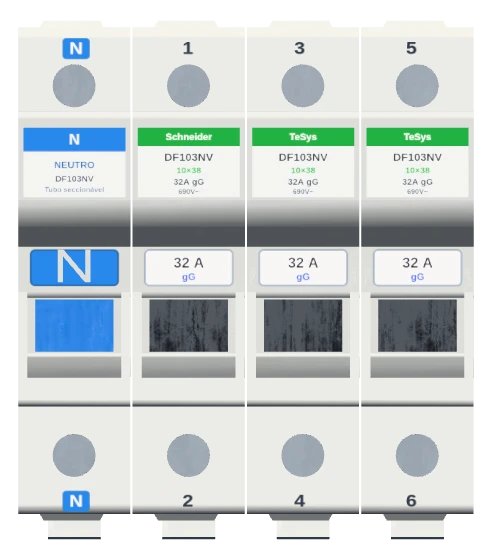 N 1 3 5
N Schneider TeSys TeSys
NEUTRO DF103NV DF103NV DF103NV
DF103NV 10×38 10×38 10×38
Tubo seccionável 32A gG 32A gG 32A gG
690V~ 690V~ 690V~
N 32 A 32 A 32 A
gG gG gG
N 2 4 6